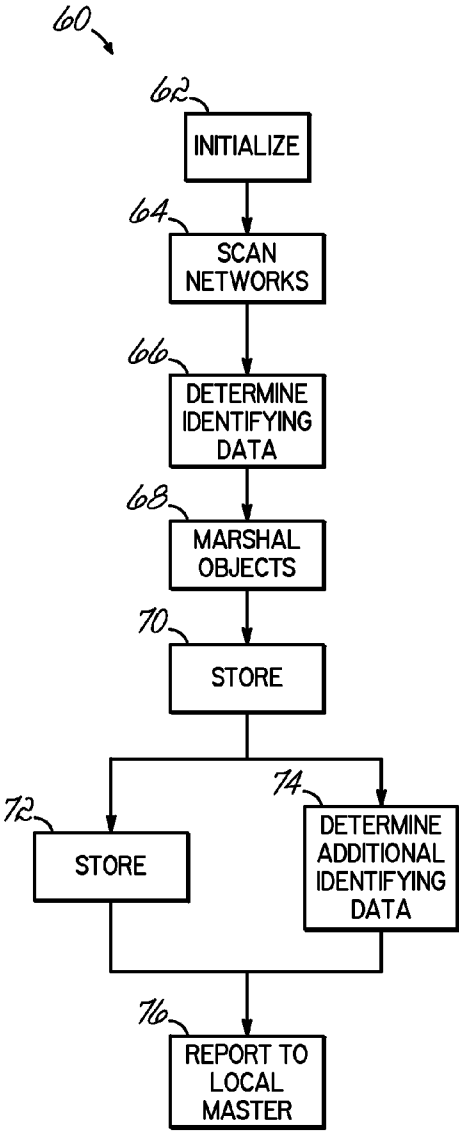 60
62
INITIALIZE
64
SCAN
NETWORKS
66
DETERMINE
IDENTIFYING
DATA
68
MARSHAL
OBJECTS
70
STORE
72
STORE
74
DETERMINE
ADDITIONAL
IDENTIFYING
DATA
76
REPORT TO
LOCAL
MASTER